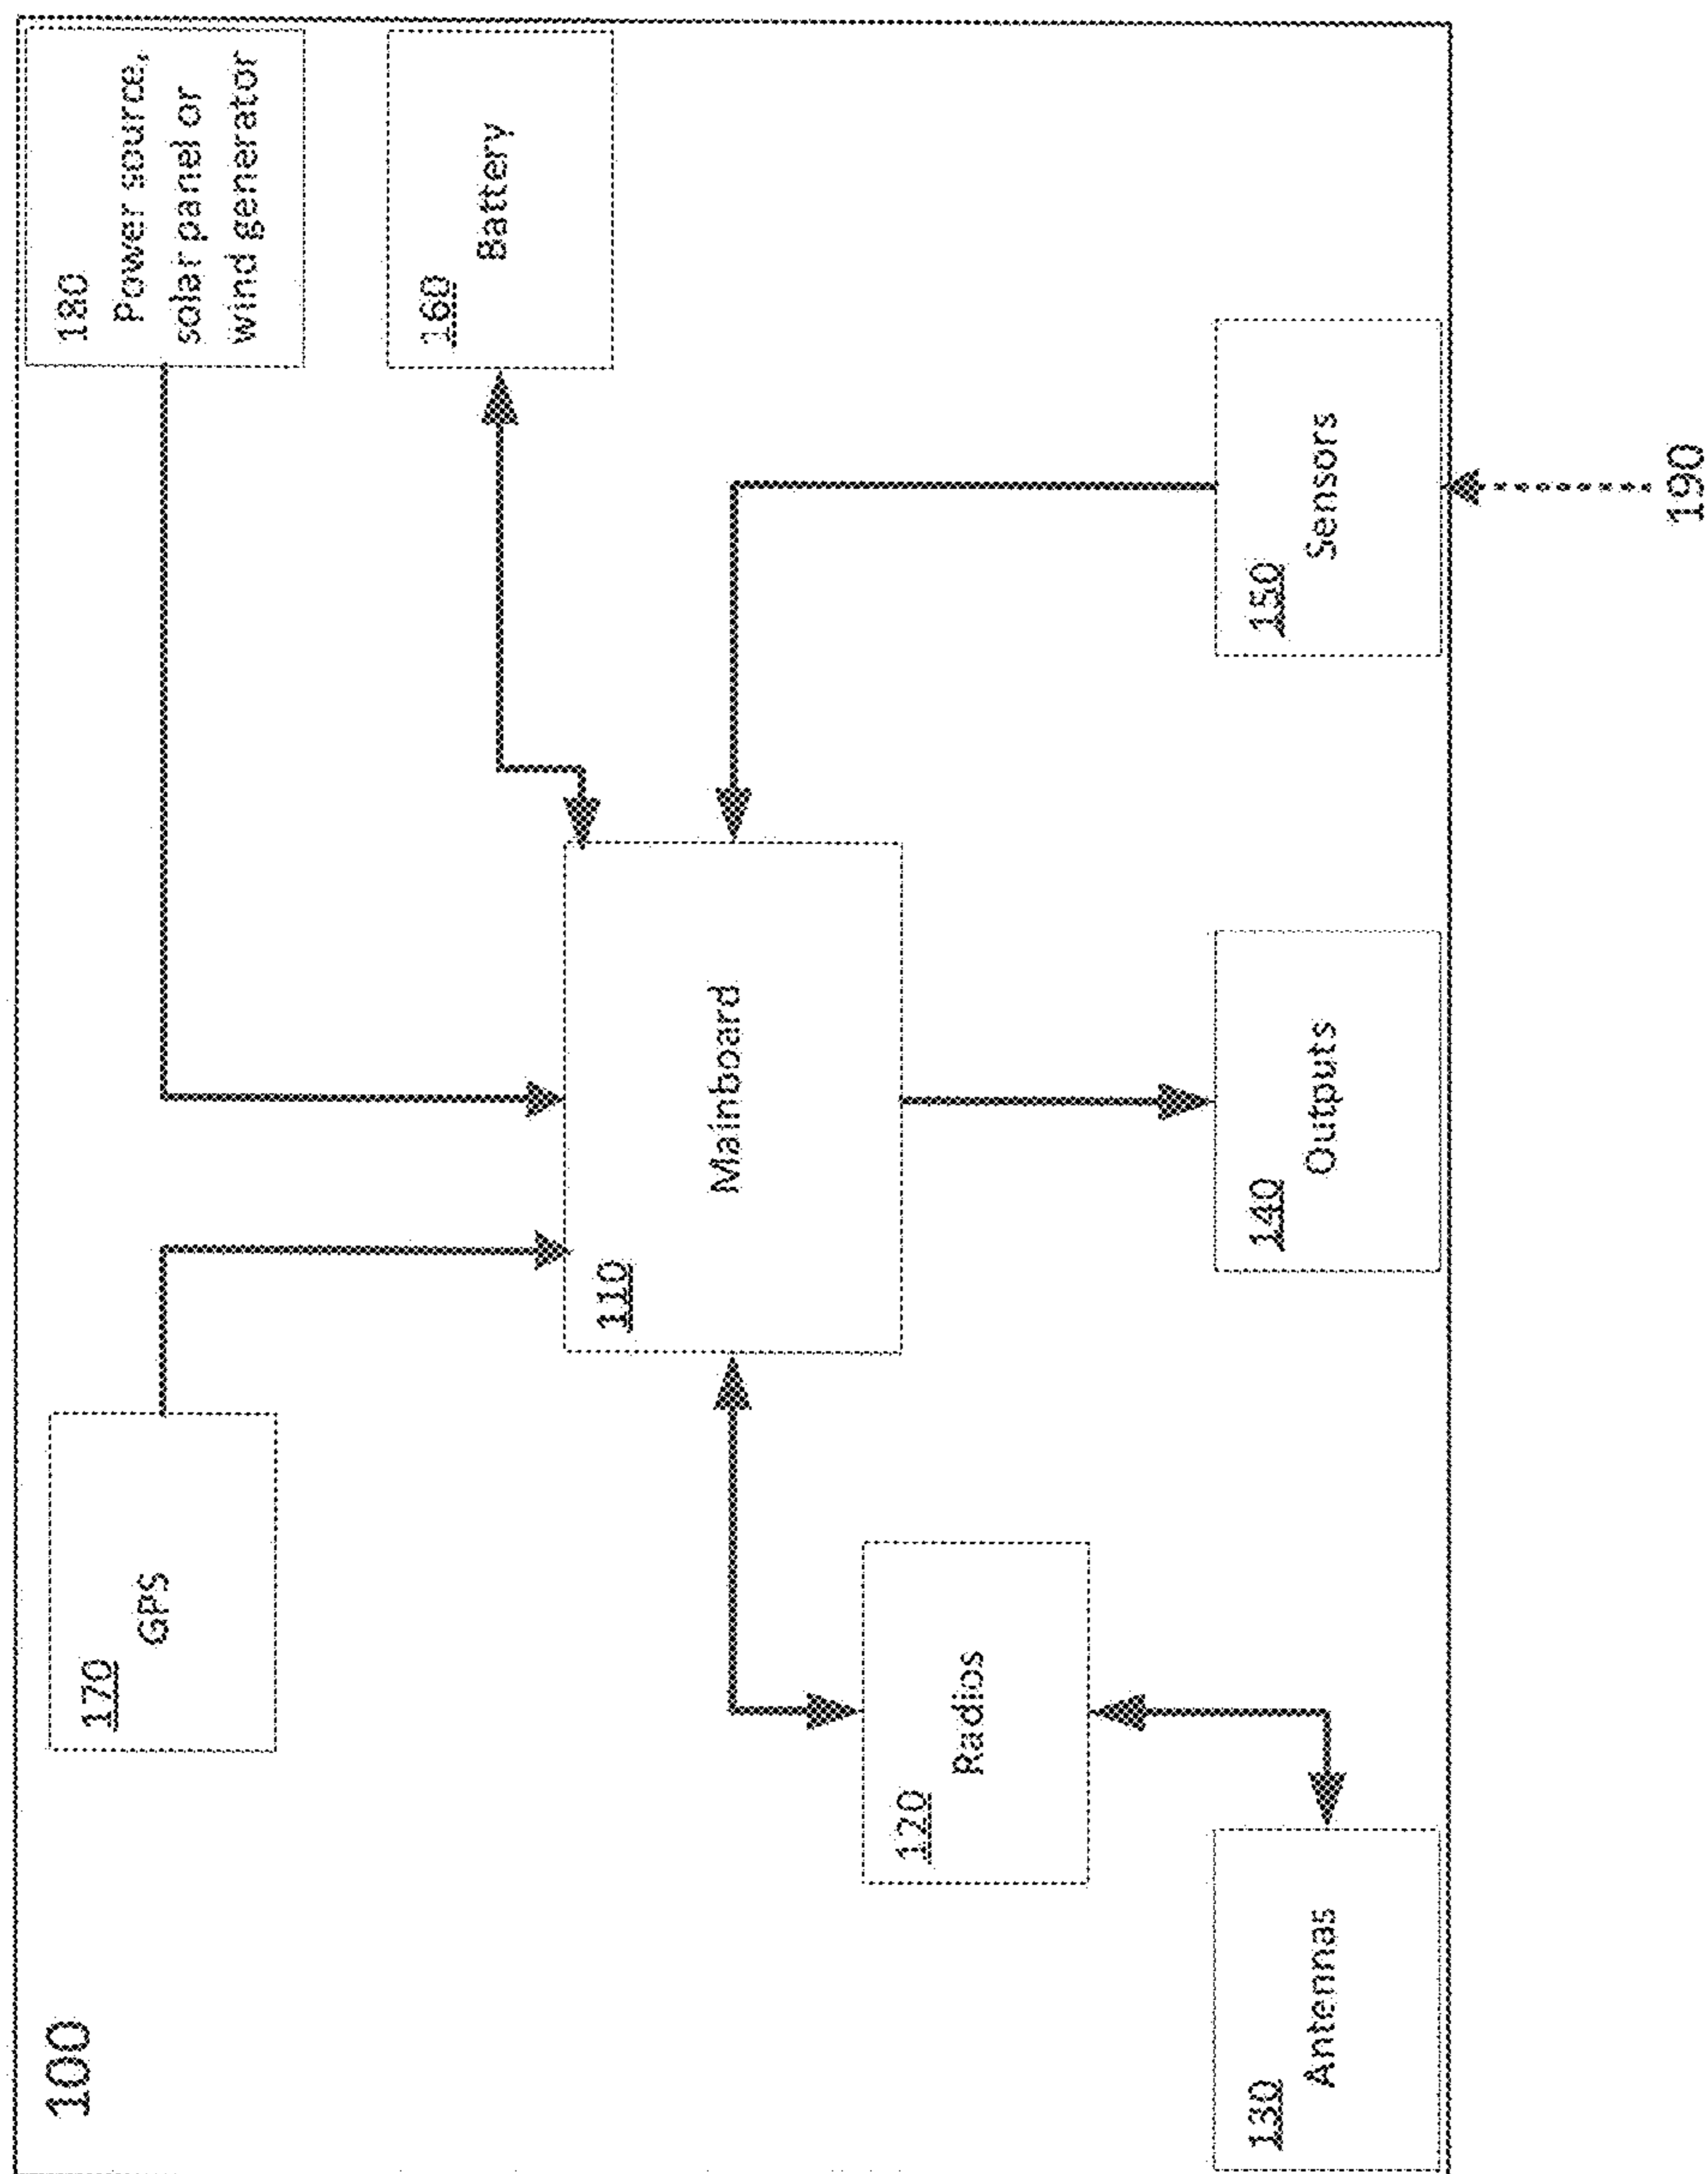 100
170
GPS
180
Power source,
solar panel or
wind generator
160
Battery
110
Mainboard
120
Radios
130
Antennas
140
Outputs
150
Sensors
190